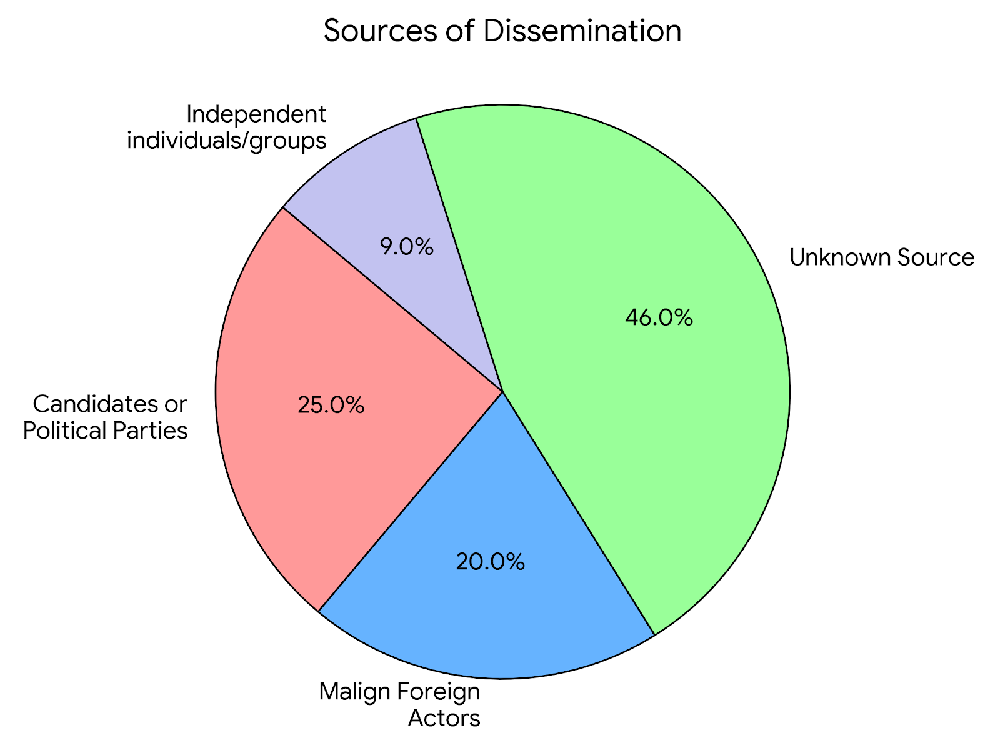 Sources of Dissemination
Independent
individuals/groups
9.0%
Unknown Source
46.0%
Candidates or
Political Parties
25.0%
20.0%
Malign Foreign
Actors